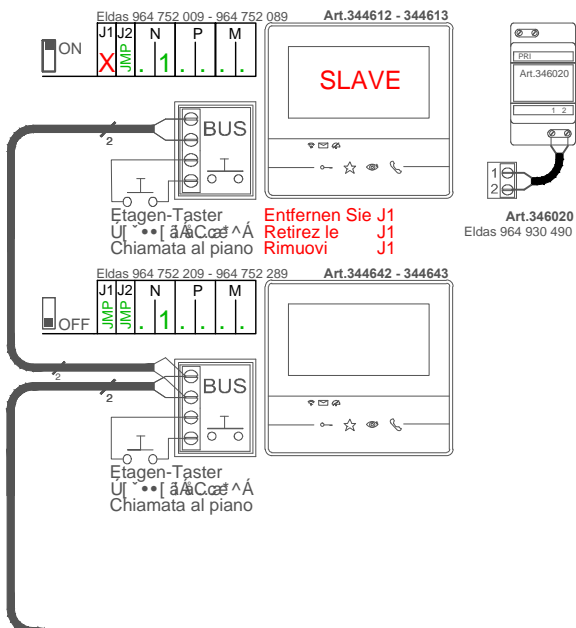 Eldas 964 752 009 - 964 752 089
Art.344612 - 344613
ON
J1 J2 N P M
X JMP . 1 . . . .
SLAVE
PRI
Art.346020
1 2
2
BUS
1
2
Art.346020
Eldas 964 930 490
Etagen-Taster
Chiamata al piano
Entfernen Sie J1
Retirez le J1
Rimuovi J1
Eldas 964 752 209 - 964 752 289
Art.344642 - 344643
OFF
J1 J2 N P M
JMP JMP . 1 . . . .
2
2
BUS
Etagen-Taster
Chiamata al piano